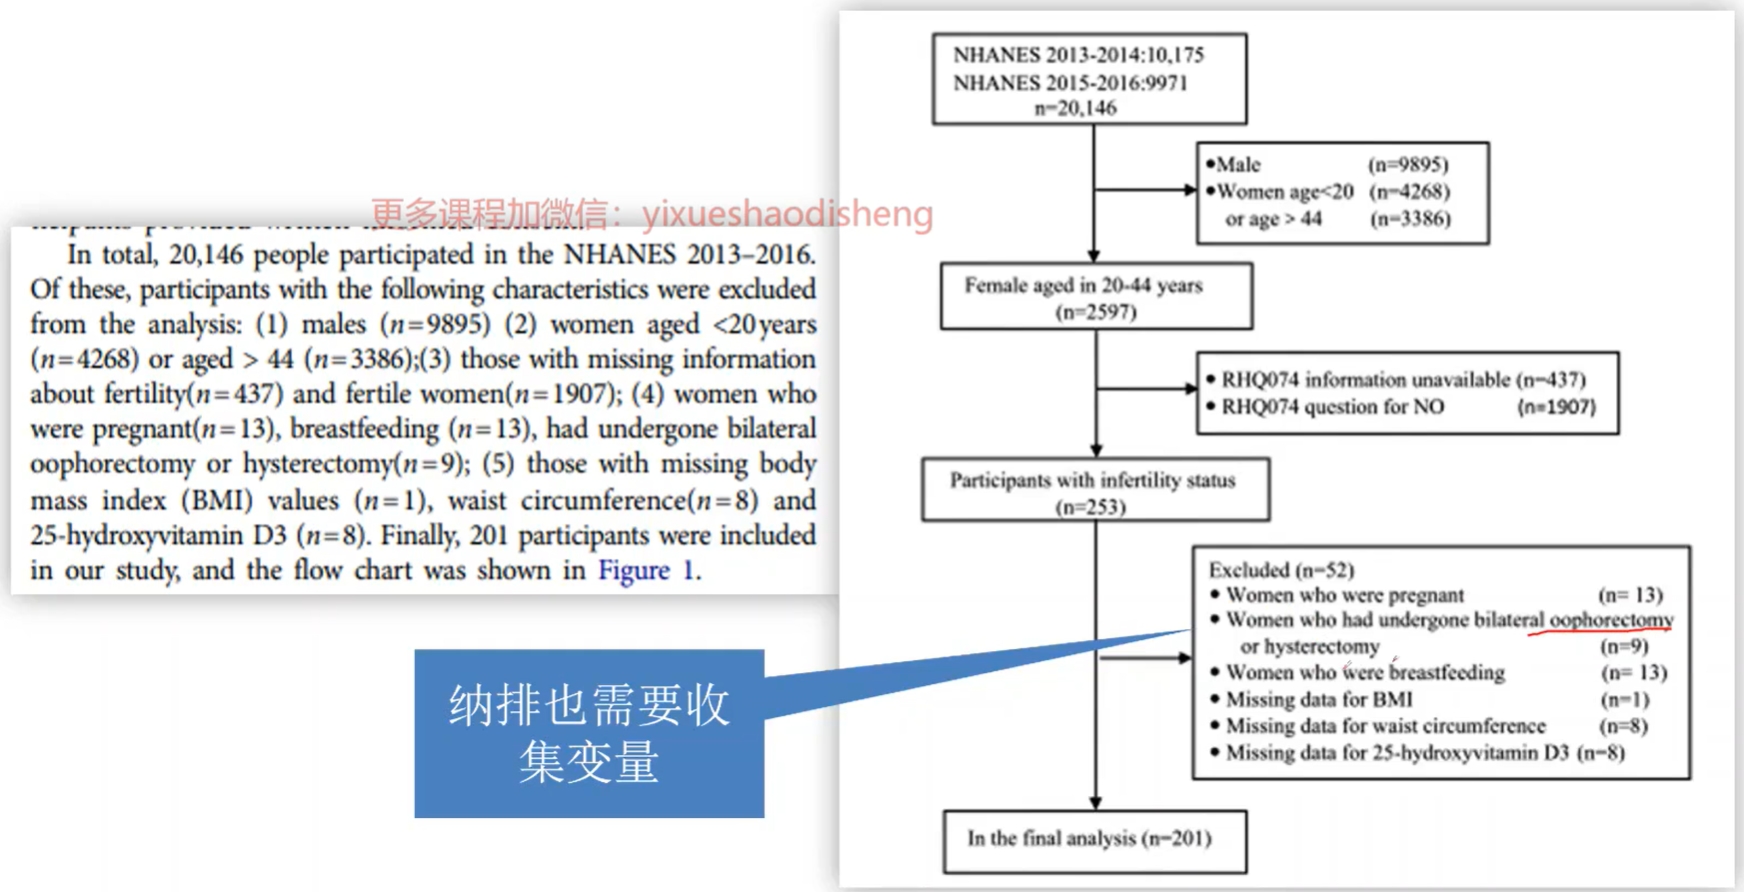 更多课程加微信：yixueshaodisheng
In total, 20,146 people participated in the NHANES 2013–2016.
Of these, participants with the following characteristics were excluded
from the analysis: (1) males (n=9895) (2) women aged <20years
(n=4268) or aged > 44 (n=3386);(3) those with missing information
about fertility(n=437) and fertile women(n=1907); (4) women who
were pregnant(n=13), breastfeeding (n=13), had undergone bilateral
oophorectomy or hysterectomy(n=9); (5) those with missing body
mass index (BMI) values (n=1), waist circumference(n=8) and
25-hydroxyvitamin D3 (n=8). Finally, 201 participants were included
in our study, and the flow chart was shown in Figure 1.
纳排也需要收
集变量
NHANES 2013-2014:10,175
NHANES 2015-2016:9971
n=20,146
•Male (n=9895)
•Women age<20 (n=4268)
or age > 44 (n=3386)
Female aged in 20-44 years
(n=2597)
• RHQ074 information unavailable (n=437)
• RHQ074 question for NO (n=1907)
Participants with infertility status
(n=253)
Excluded (n=52)
• Women who were pregnant (n= 13)
• Women who had undergone bilateral oophorectomy
or hysterectomy (n=9)
• Women who were breastfeeding (n= 13)
• Missing data for BMI (n=1)
• Missing data for waist circumference (n=8)
• Missing data for 25-hydroxyvitamin D3 (n=8)
In the final analysis (n=201)